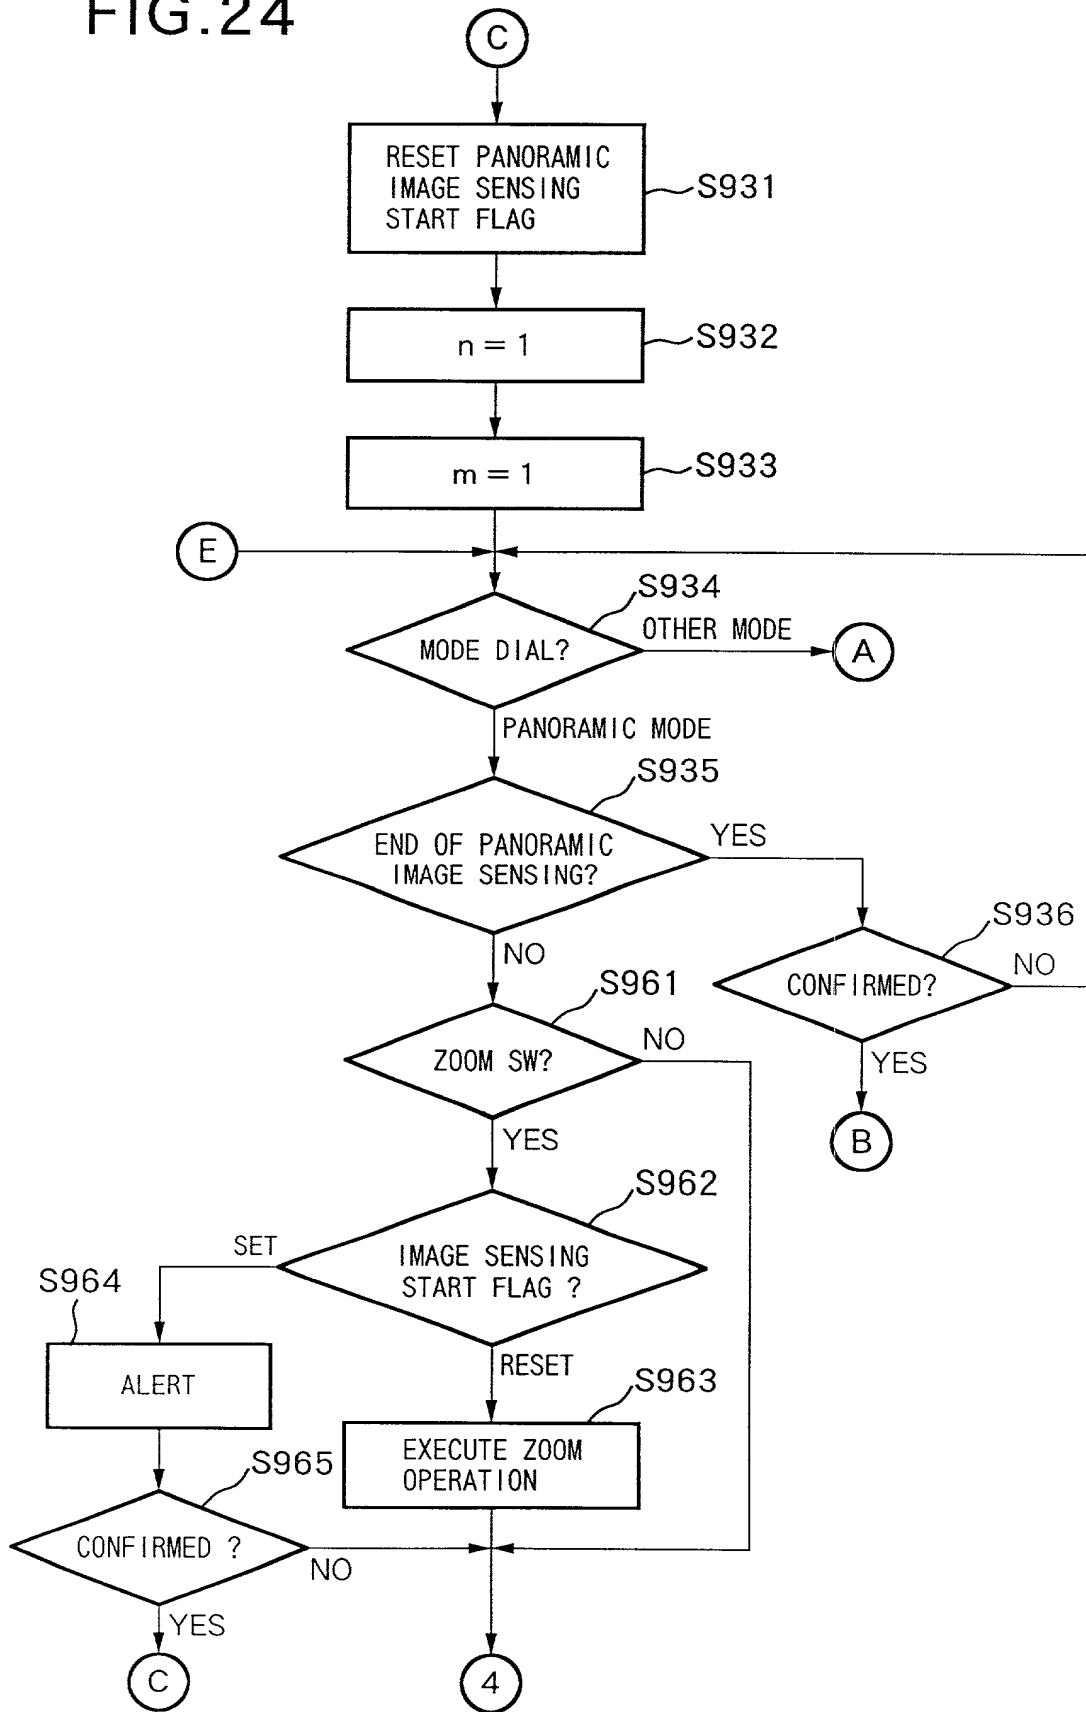 FIG.24
C
RESET PANORAMIC
IMAGE SENSING
START FLAG
S931
n = 1
S932
m = 1
S933
E
S934
MODE DIAL?
OTHER MODE
A
PANORAMIC MODE
S935
END OF PANORAMIC
IMAGE SENSING?
YES
S936
CONFIRMED?
NO
YES
B
NO
S961
ZOOM SW?
NO
YES
S962
IMAGE SENSING
START FLAG ?
SET
S964
ALERT
RESET
S963
EXECUTE ZOOM
OPERATION
S965
CONFIRMED ?
NO
YES
C
4